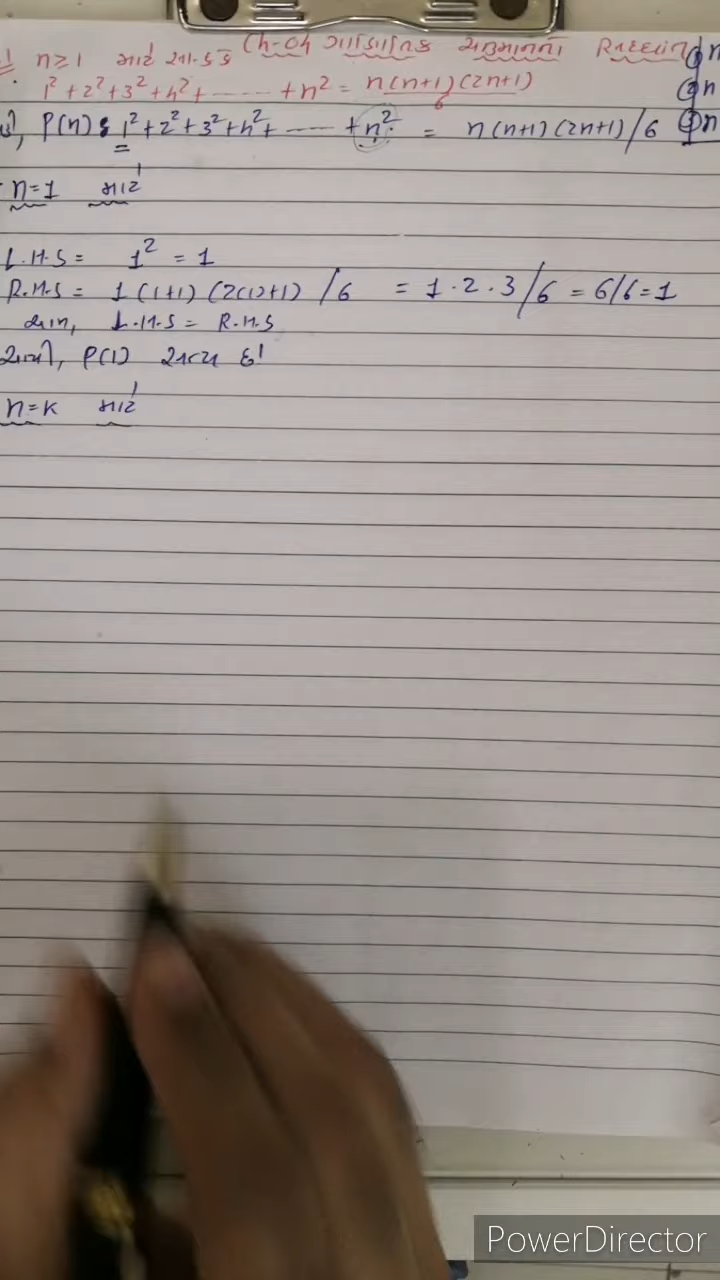 n ≥ 1 માટે સા.ક.કે Ch-04 ગાણિતિક અનુમાનનો સિદ્ધાંત
1² + 2² + 3² + 4² + ------ + n² = n(n+1)(2n+1)/6
P(n) : 1² + 2² + 3² + 4² + ------ + n² = n(n+1)(2n+1)/6
n=1 માટે
L.H.S = 1² = 1
R.H.S = 1(1+1)(2(1)+1)/6 = 1·2·3/6 = 6/6 = 1
આમ, L.H.S = R.H.S
આથી, P(1) સત્ય છે
n=k માટે
PowerDirector